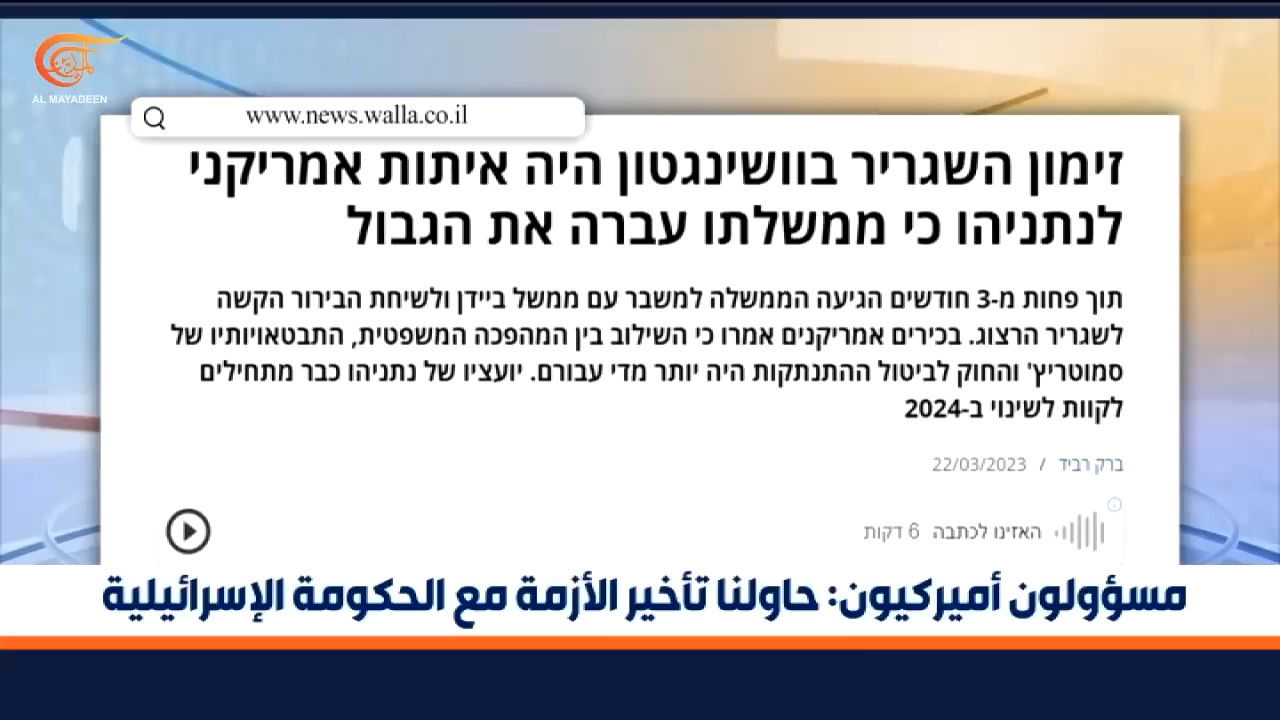 AL MAYADEEN
www.news.walla.co.il
זימון השגריר בוושינגטון היה איתות אמריקני
לנתניהו כי ממשלתו עברה את הגבול
תוך פחות מ-3 חודשים הגיעה הממשלה למשבר עם ממשל ביידן ולשיחת הבירור הקשה
לשגריר הרצוג. בכירים אמריקנים אמרו כי השילוב בין המהפכה המשפטית, התבטאויותיו של
סמוטריץ' והחוק לביטול ההתנתקות היה יותר מדי עבורם. יועציו של נתניהו כבר מתחילים
לקוות לשינוי ב-2024
ברק רביד / 22/03/2023
האזינו לכתבה 6 דקות
مسؤولون أميركيون: حاولنا تأخير الأزمة مع الحكومة الإسرائيلية